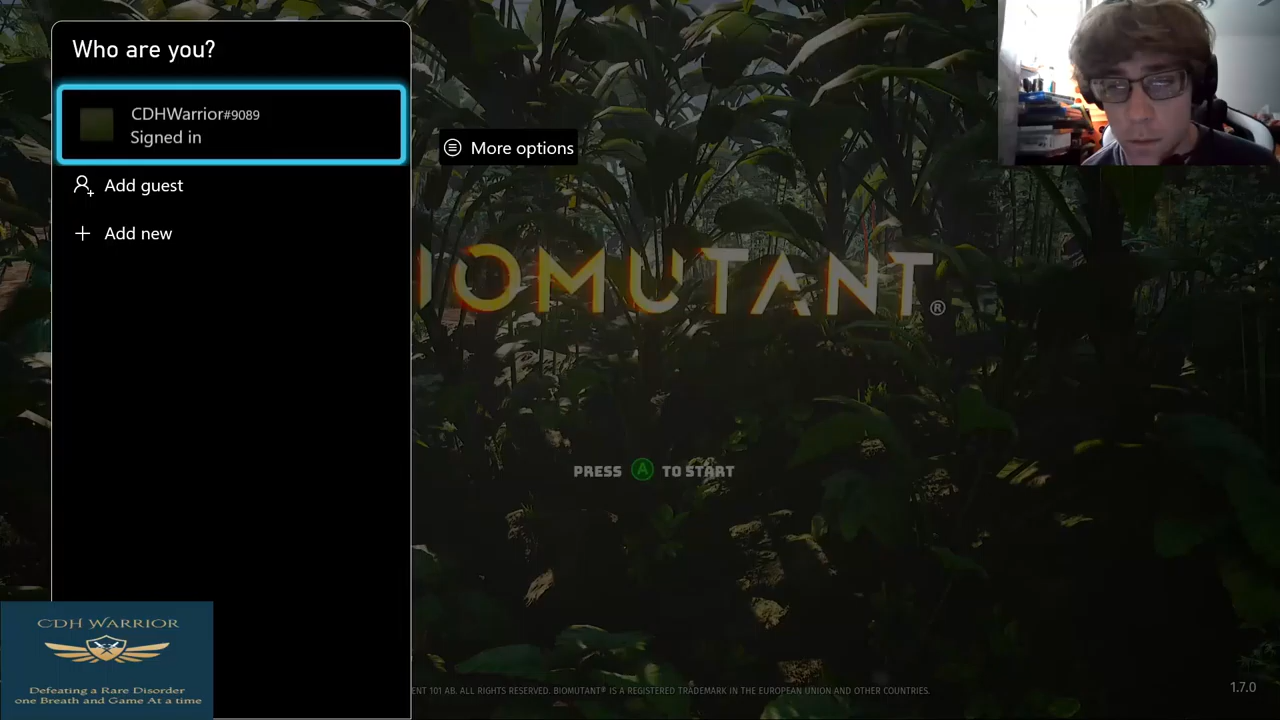 Who are you?
CDHWarrior#9089
Signed in
Add guest
Add new
More options
IOMUTANT®
PRESS A TO START
CDH WARRIOR
Defeating a Rare Disorder
one Breath and Game At a time
ENT 101 AB. ALL RIGHTS RESERVED. BIOMUTANT® IS A REGISTERED TRADEMARK IN THE EUROPEAN UNION AND OTHER COUNTRIES.
1.7.0